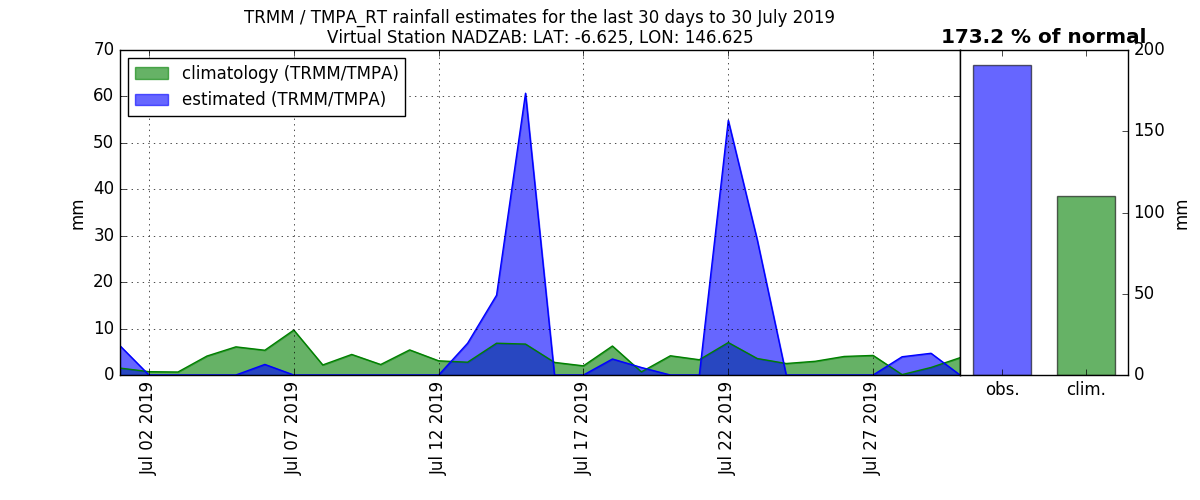 TRMM / TMPA_RT rainfall estimates for the last 30 days to 30 July 2019
Virtual Station NADZAB: LAT: -6.625, LON: 146.625
173.2 % of normal
climatology (TRMM/TMPA)
estimated (TRMM/TMPA)
70
60
50
40
30
20
10
0
mm
Jul 02 2019
Jul 07 2019
Jul 12 2019
Jul 17 2019
Jul 22 2019
Jul 27 2019
obs.
clim.
200
150
100
50
0
mm